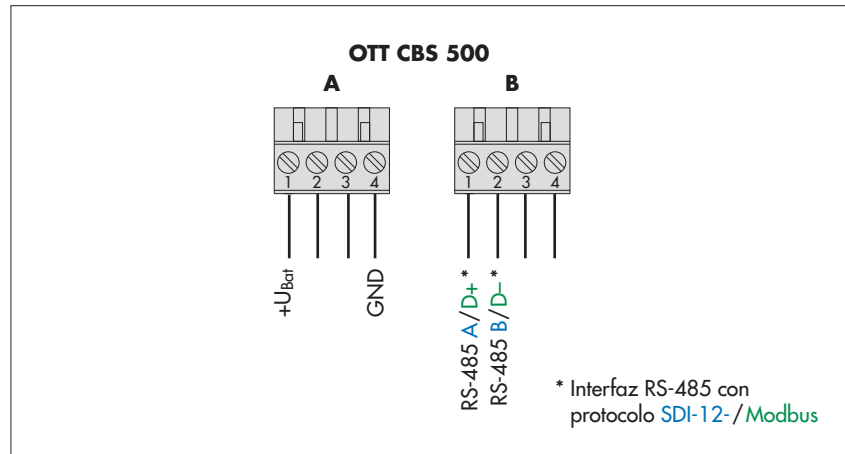 OTT CBS 500
A
B
1 2 3 4
1 2 3 4
+UBat
GND
RS-485 A/D+*
RS-485 B/D–*
* Interfaz RS-485 con
protocolo SDI-12-/Modbus